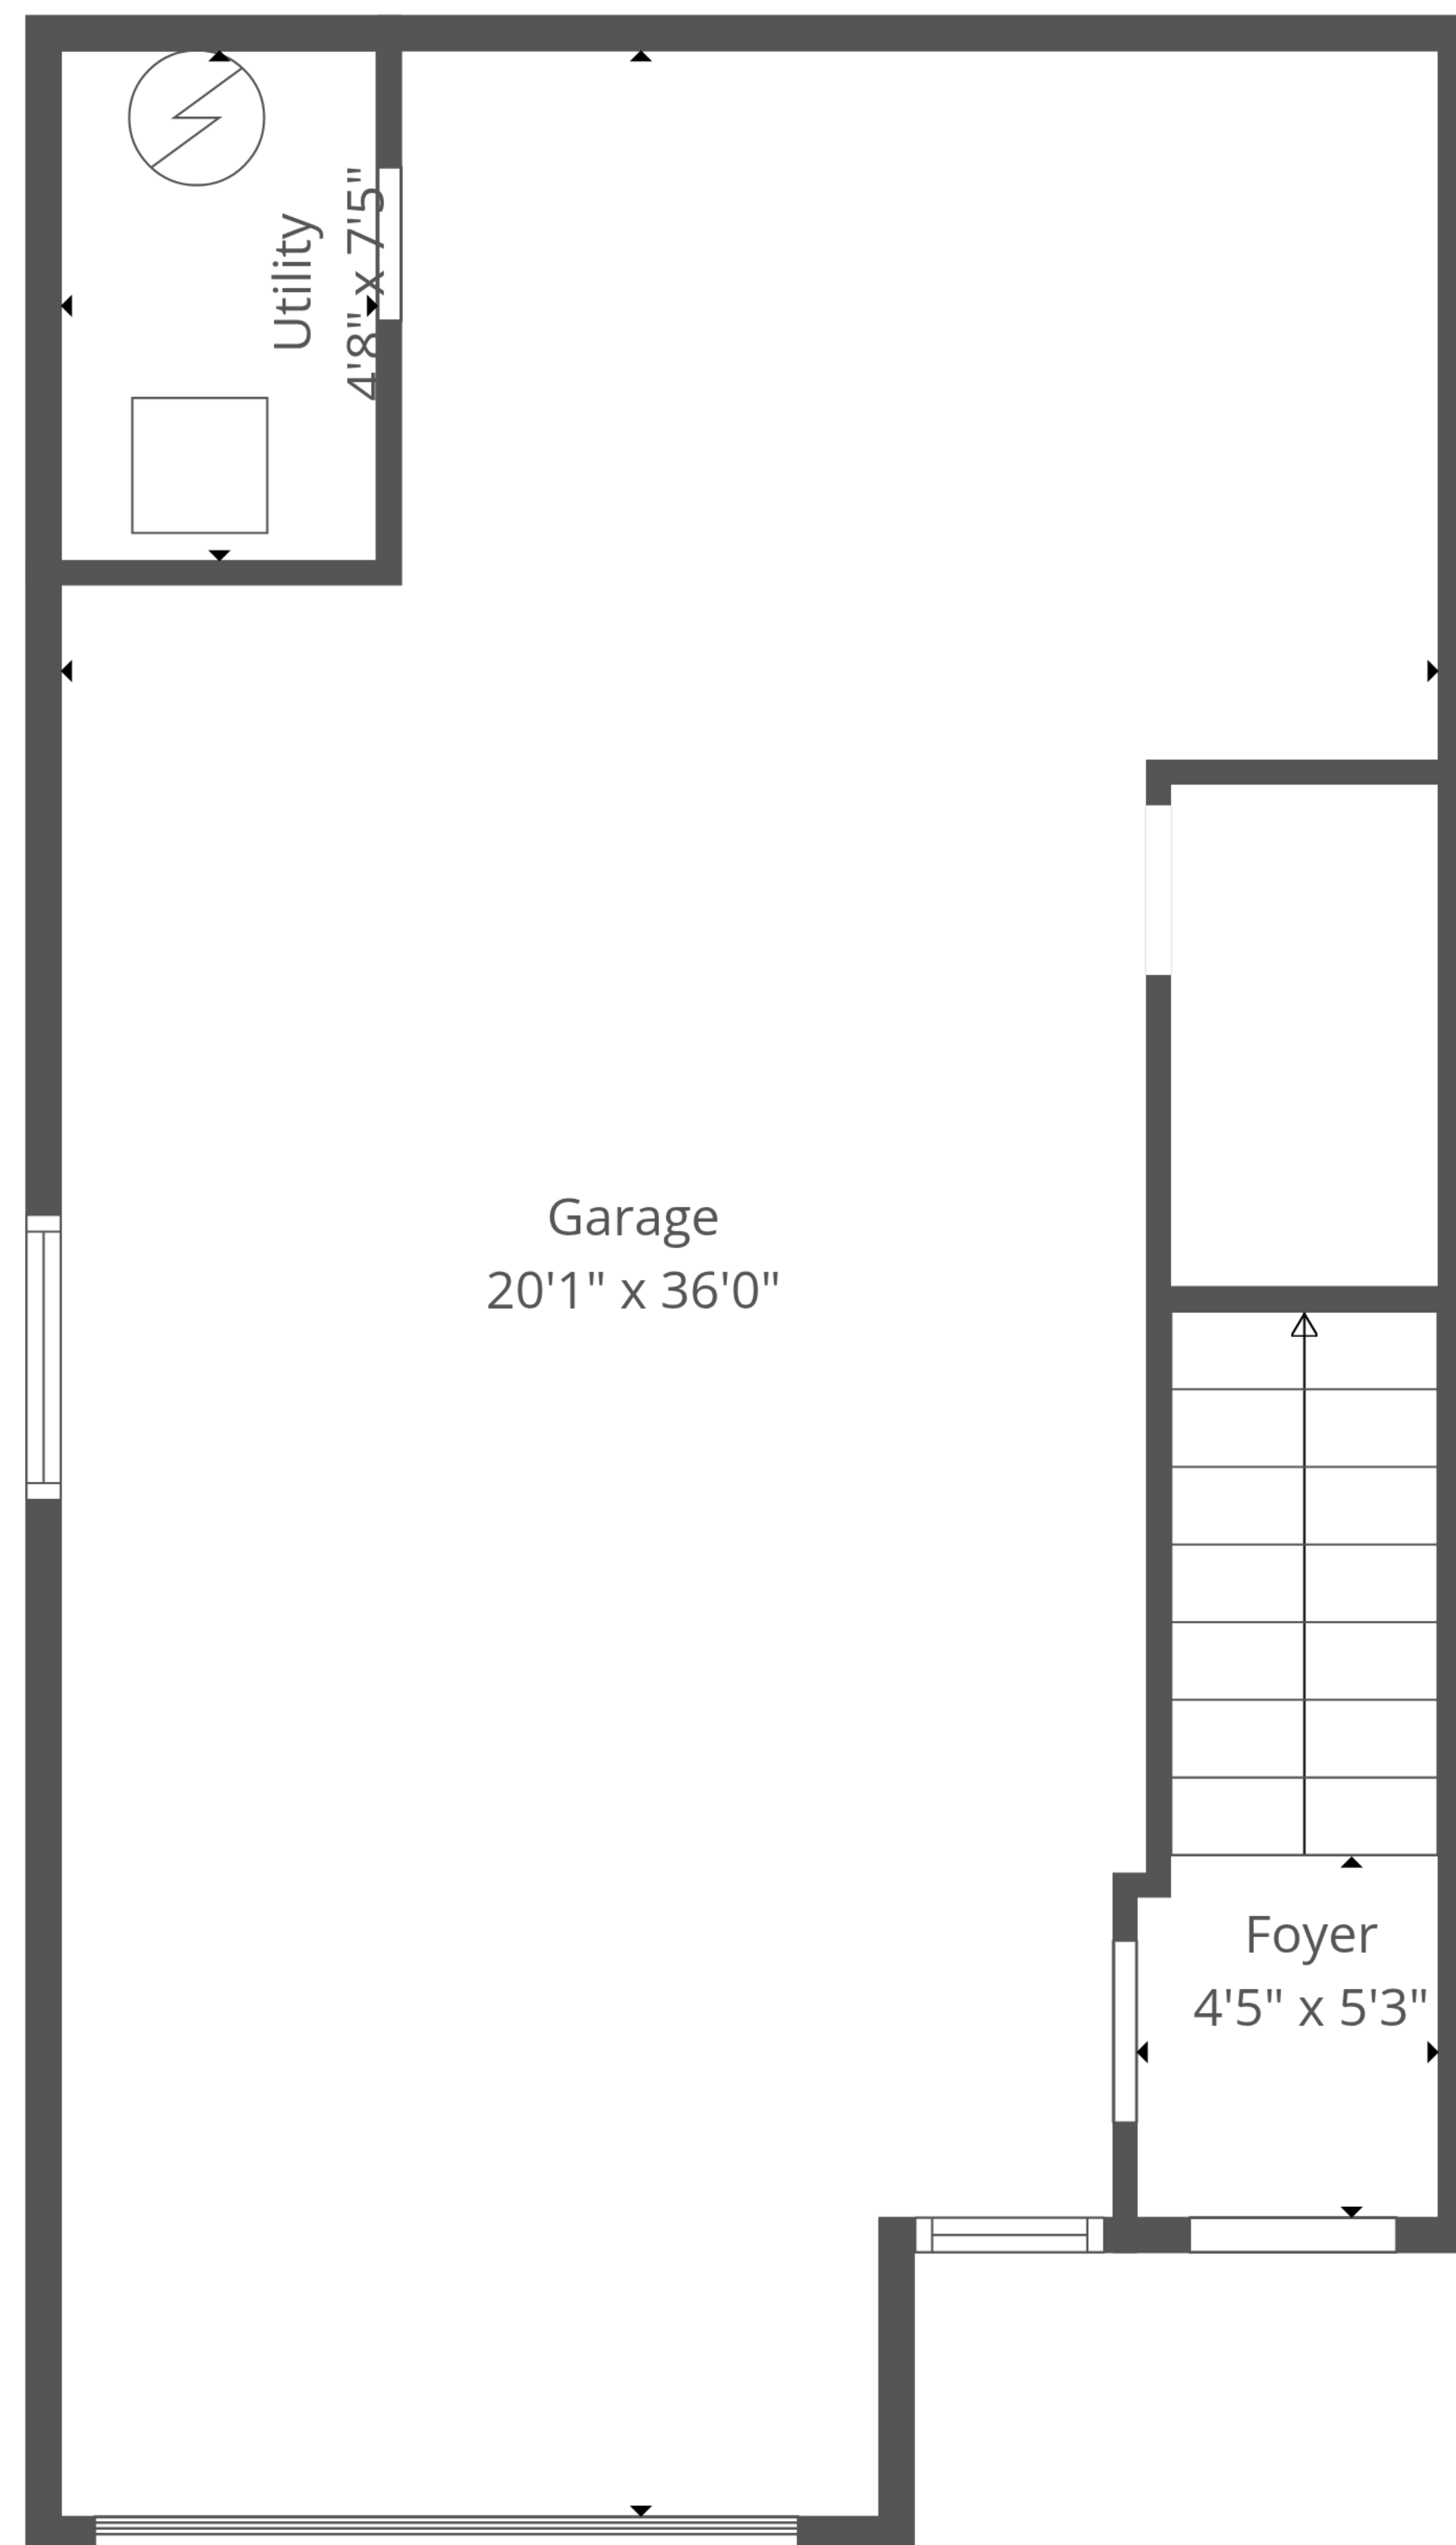 Utility
4'8" x 7'5"
Garage
20'1" x 36'0"
Foyer
4'5" x 5'3"